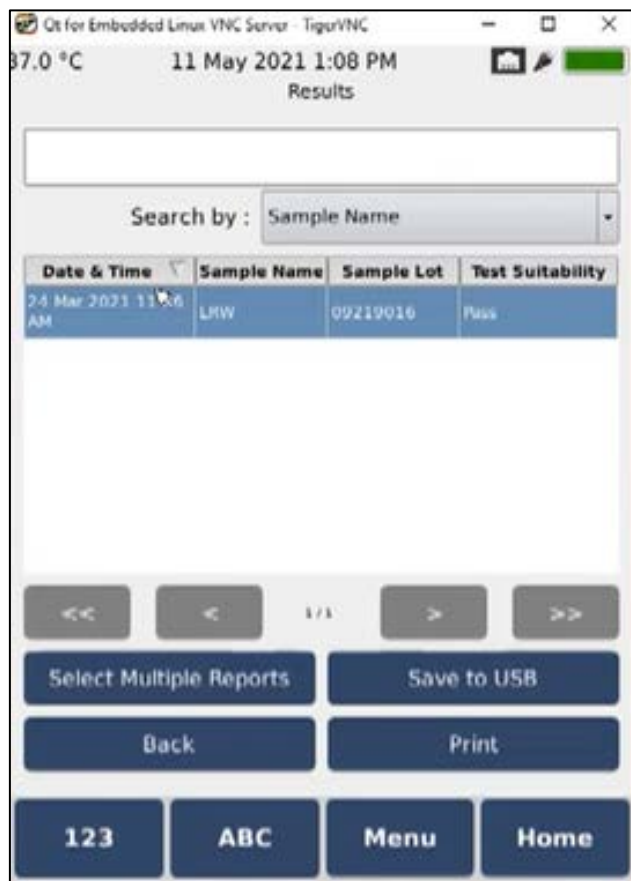 Qt for Embedded Linux VNC Server - TigerVNC
37.0 °C 11 May 2021 1:08 PM
Results
Search by : Sample Name
Date & Time Sample Name Sample Lot Test Suitability
24 Mar 2021 LRW 09219016 Pass
AM
<< < 1/1 > >>
Select Multiple Reports Save to USB
Back Print
123 ABC Menu Home